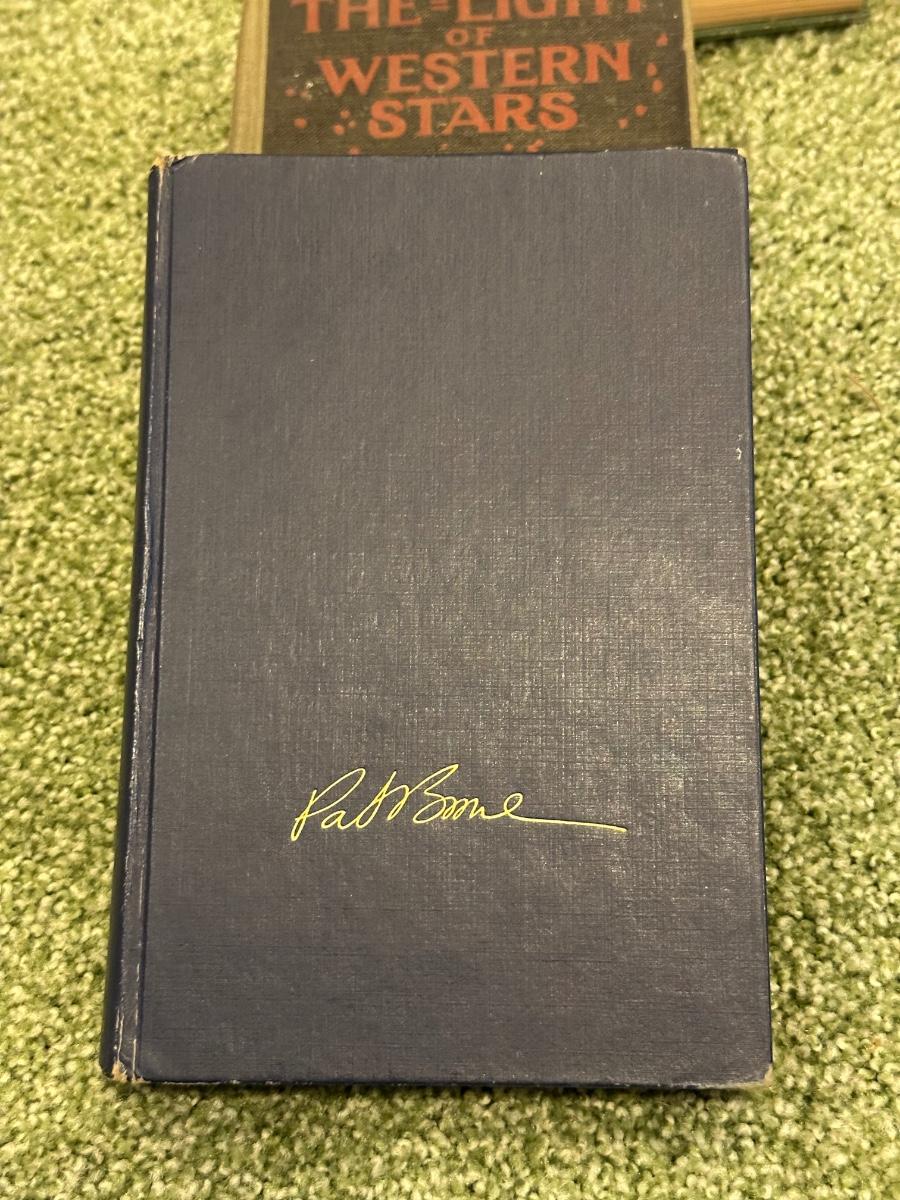 THE=LIGHT
OF
WESTERN
STARS
Pat Boone